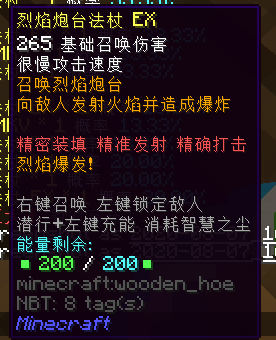 烈焰炮台法杖 EX
265 基础召唤伤害
很慢攻击速度
召唤烈焰炮台
向敌人发射火焰并造成爆炸
精密装填 精准发射 精确打击
烈焰爆发!
右键召唤 左键锁定敌人
潜行+左键充能 消耗智慧之尘
能量剩余:
200 / 200
minecraft:wooden_hoe
NBT: 8 tag(s)
Minecraft